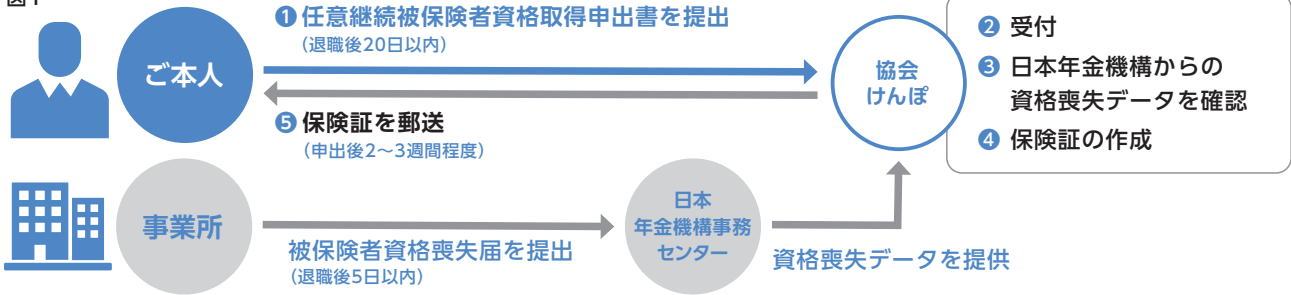 図1
❶任意継続被保険者資格取得申出書を提出
(退職後20日以内)
ご本人
協会
けんぽ
❷ 受付
❸ 日本年金機構からの
資格喪失データを確認
❹ 保険証の作成
❺保険証を郵送
(申出後2〜3週間程度)
事業所
被保険者資格喪失届を提出
(退職後5日以内)
日本
年金機構事務
センター
資格喪失データを提供